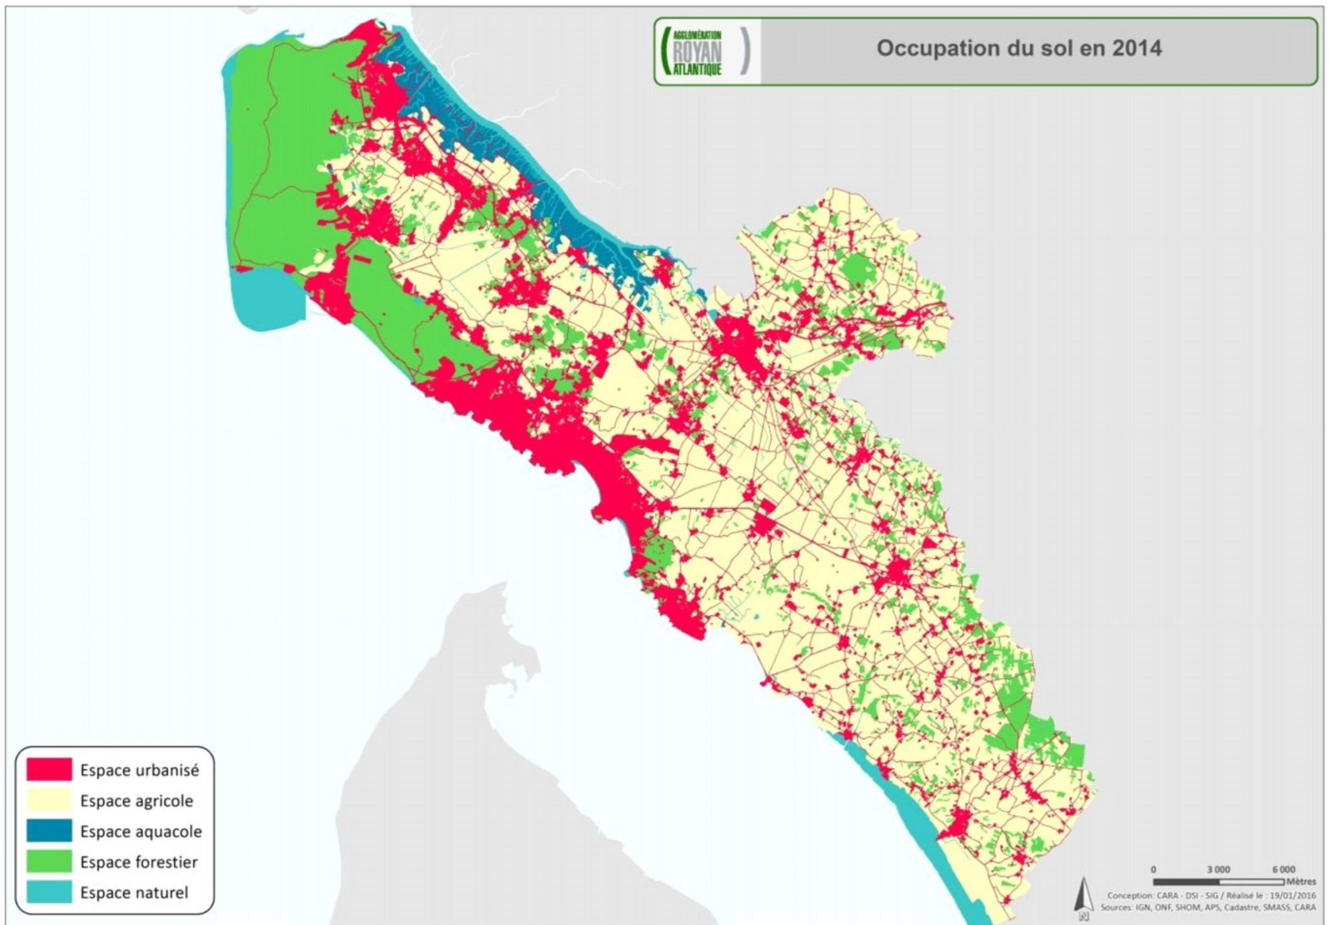 AGGLOMÉRATION
ROYAN
ATLANTIQUE
Occupation du sol en 2014
Espace urbanisé
Espace agricole
Espace aquacole
Espace forestier
Espace naturel
0 3 000 6 000
Mètres
Conception: CARA - DSI - SIG / Réalisé le : 19/01/2016
Sources: IGN, ONF, SHOM, APS, Cadastre, SMASS, CARA
N